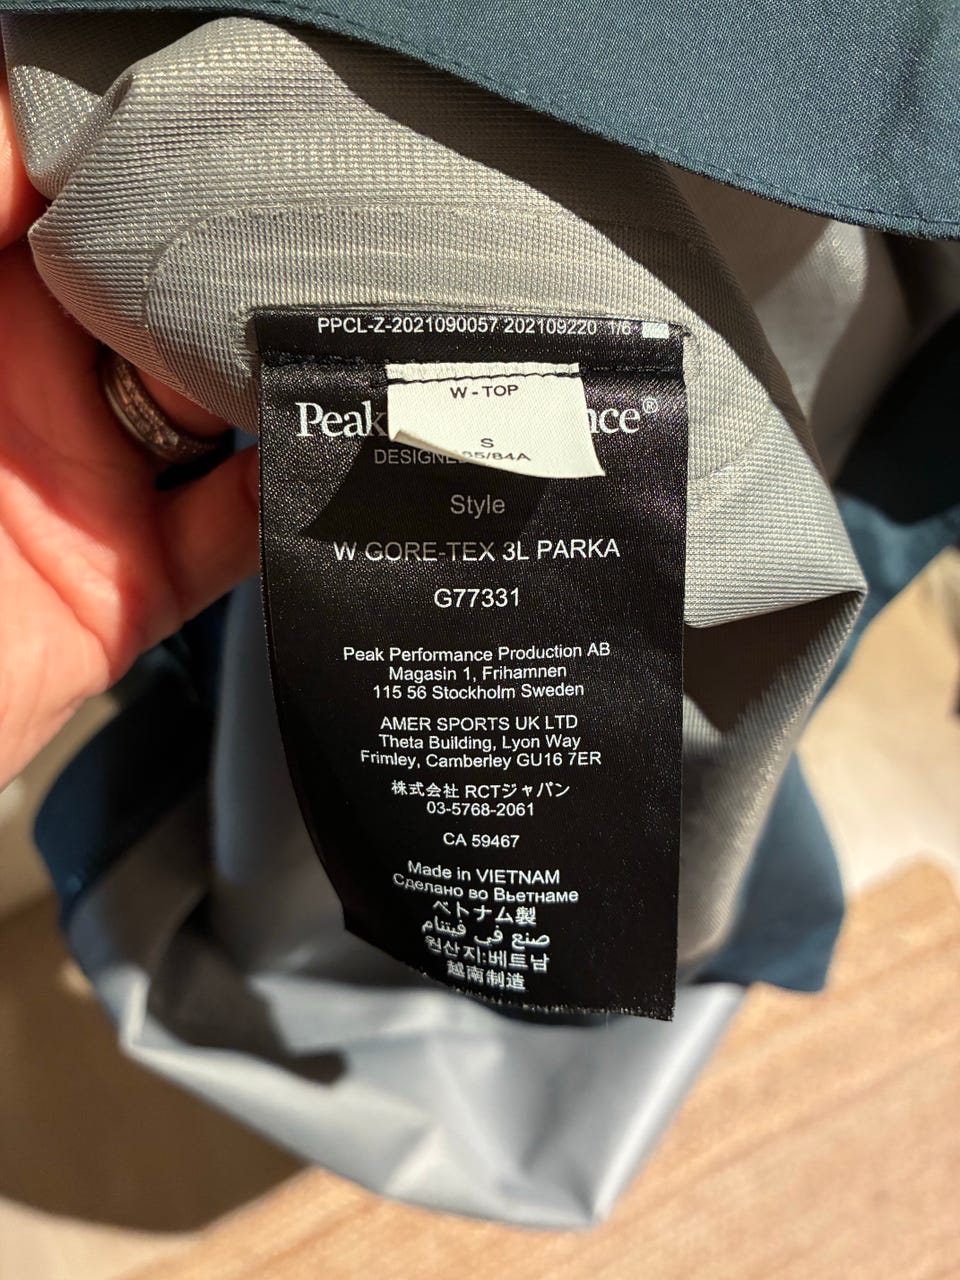 PPCL-Z-2021090057 202109220 1/6
W - TOP
Peak nce®
S
DESIGNE 85/84A
Style
W GORE-TEX 3L PARKA
G77331
Peak Performance Production AB
Magasin 1, Frihamnen
115 56 Stockholm Sweden
AMER SPORTS UK LTD
Theta Building, Lyon Way
Frimley, Camberley GU16 7ER
株式会社 RCTジャパン
03-5768-2061
CA 59467
Made in VIETNAM
Сделано во Вьетнаме
ベトナム製
صنع في فيتنام
원산지:베트남
越南制造